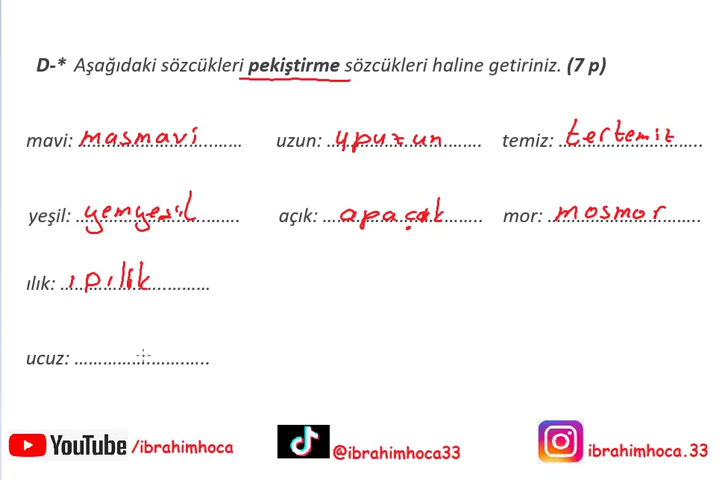 D-* Aşağıdaki sözcükleri pekiştirme sözcükleri haline getiriniz. (7 p)
mavi: masmavi uzun: upuzun temiz: tertemiz
yeşil: yemyeşil açık: apaçık mor: mosmor
ılık: ıpılık
ucuz: ..............................
YouTube /ibrahimhoca @ibrahimhoca33 ibrahimhoca.33